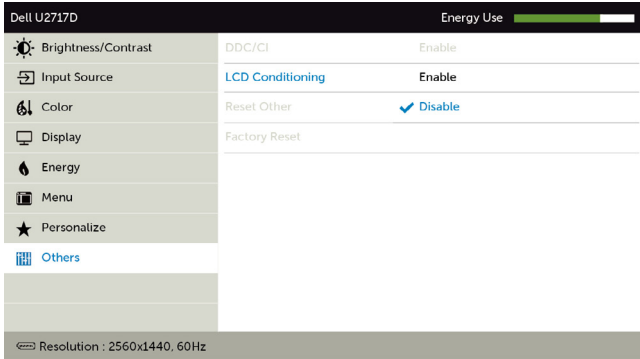 Dell U2717D Energy Use
Brightness/Contrast DDC/CI Enable
Input Source LCD Conditioning Enable
Color Reset Other Disable
Display Factory Reset
Energy
Menu
Personalize
Others
Resolution : 2560x1440, 60Hz